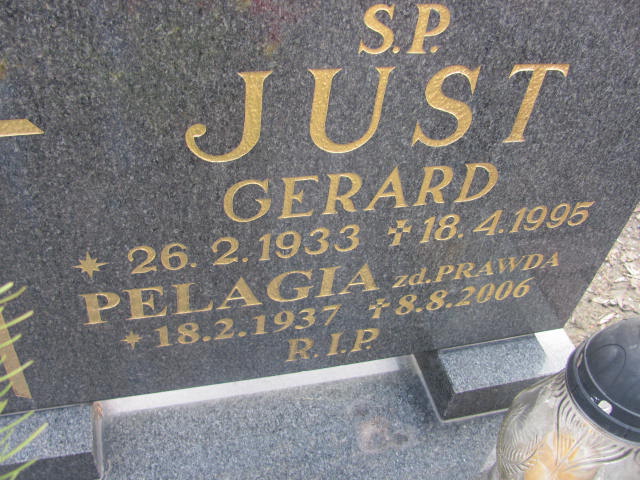 S.P.
JUST
GERARD
* 26.2.1933 ✝ 18.4.1995
PELAGIA zd. PRAWDA
* 18.2.1937 ✝ 8.8.2006
R.I.P.